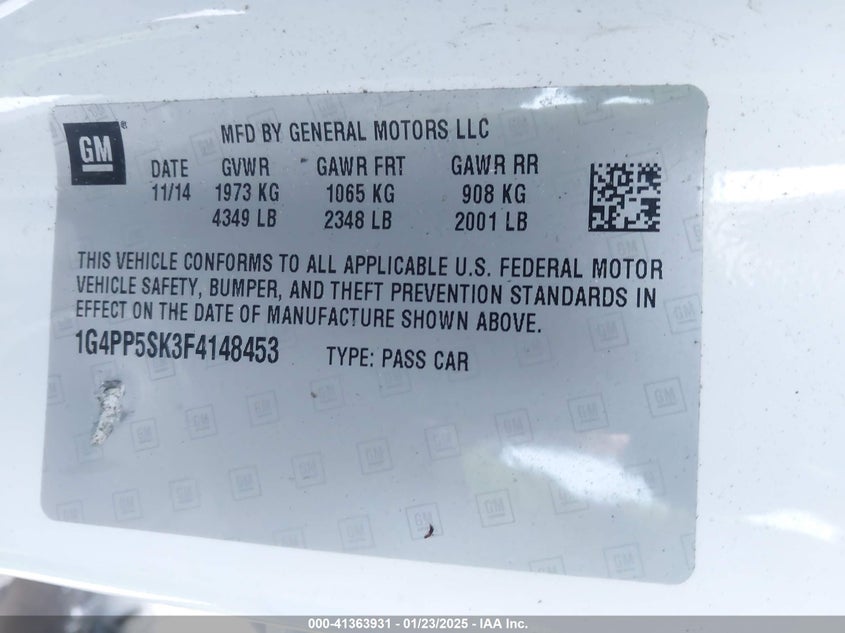 GM ® MFD BY GENERAL MOTORS LLC
DATE GVWR GAWR FRT GAWR RR
11/14 1973 KG 1065 KG 908 KG
4349 LB 2348 LB 2001 LB
THIS VEHICLE CONFORMS TO ALL APPLICABLE U.S. FEDERAL MOTOR
VEHICLE SAFETY, BUMPER, AND THEFT PREVENTION STANDARDS IN
EFFECT ON THE DATE OF MANUFACTURE SHOWN ABOVE.
1G4PP5SK3F4148453 TYPE: PASS CAR
000-41363931 - 01/23/2025 - IAA Inc.